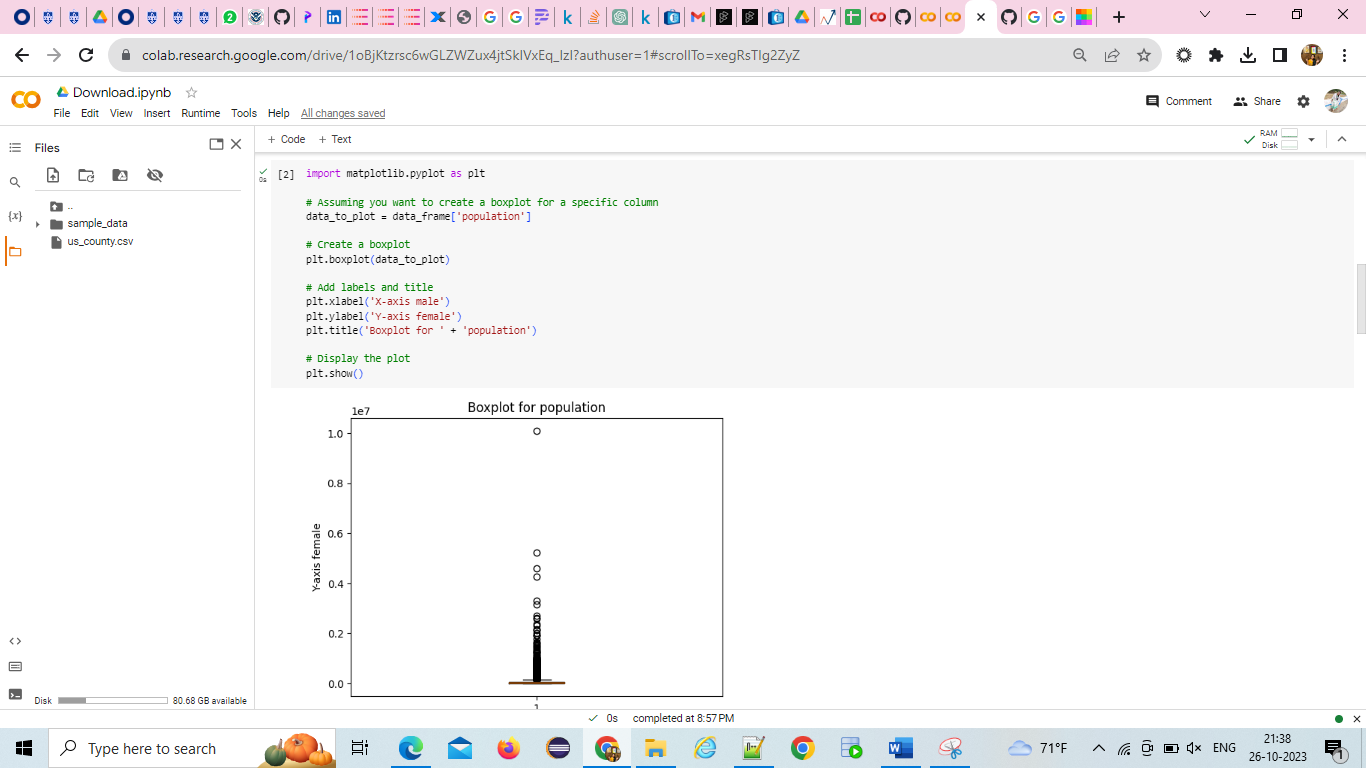 colab.research.google.com/drive/1oBjKtzrsc6wGLZWZux4jtSkIVxEq_IzI?authuser=1#scrollTo=xegRsTIg2ZyZ
Download.ipynb
File Edit View Insert Runtime Tools Help All changes saved
Comment Share
Files
+ Code + Text
RAM
Disk
..
sample_data
us_county.csv
{x}
0s
[2] import matplotlib.pyplot as plt
# Assuming you want to create a boxplot for a specific column
data_to_plot = data_frame['population']
# Create a boxplot
plt.boxplot(data_to_plot)
# Add labels and title
plt.xlabel('X-axis male')
plt.ylabel('Y-axis female')
plt.title('Boxplot for ' + 'population')
# Display the plot
plt.show()
Boxplot for population
1e7
1.0
0.8
0.6
0.4
0.2
0.0
Y-axis female
1
Disk 80.68 GB available
0s completed at 8:57 PM
Type here to search
71°F
ENG
21:38
26-10-2023
1